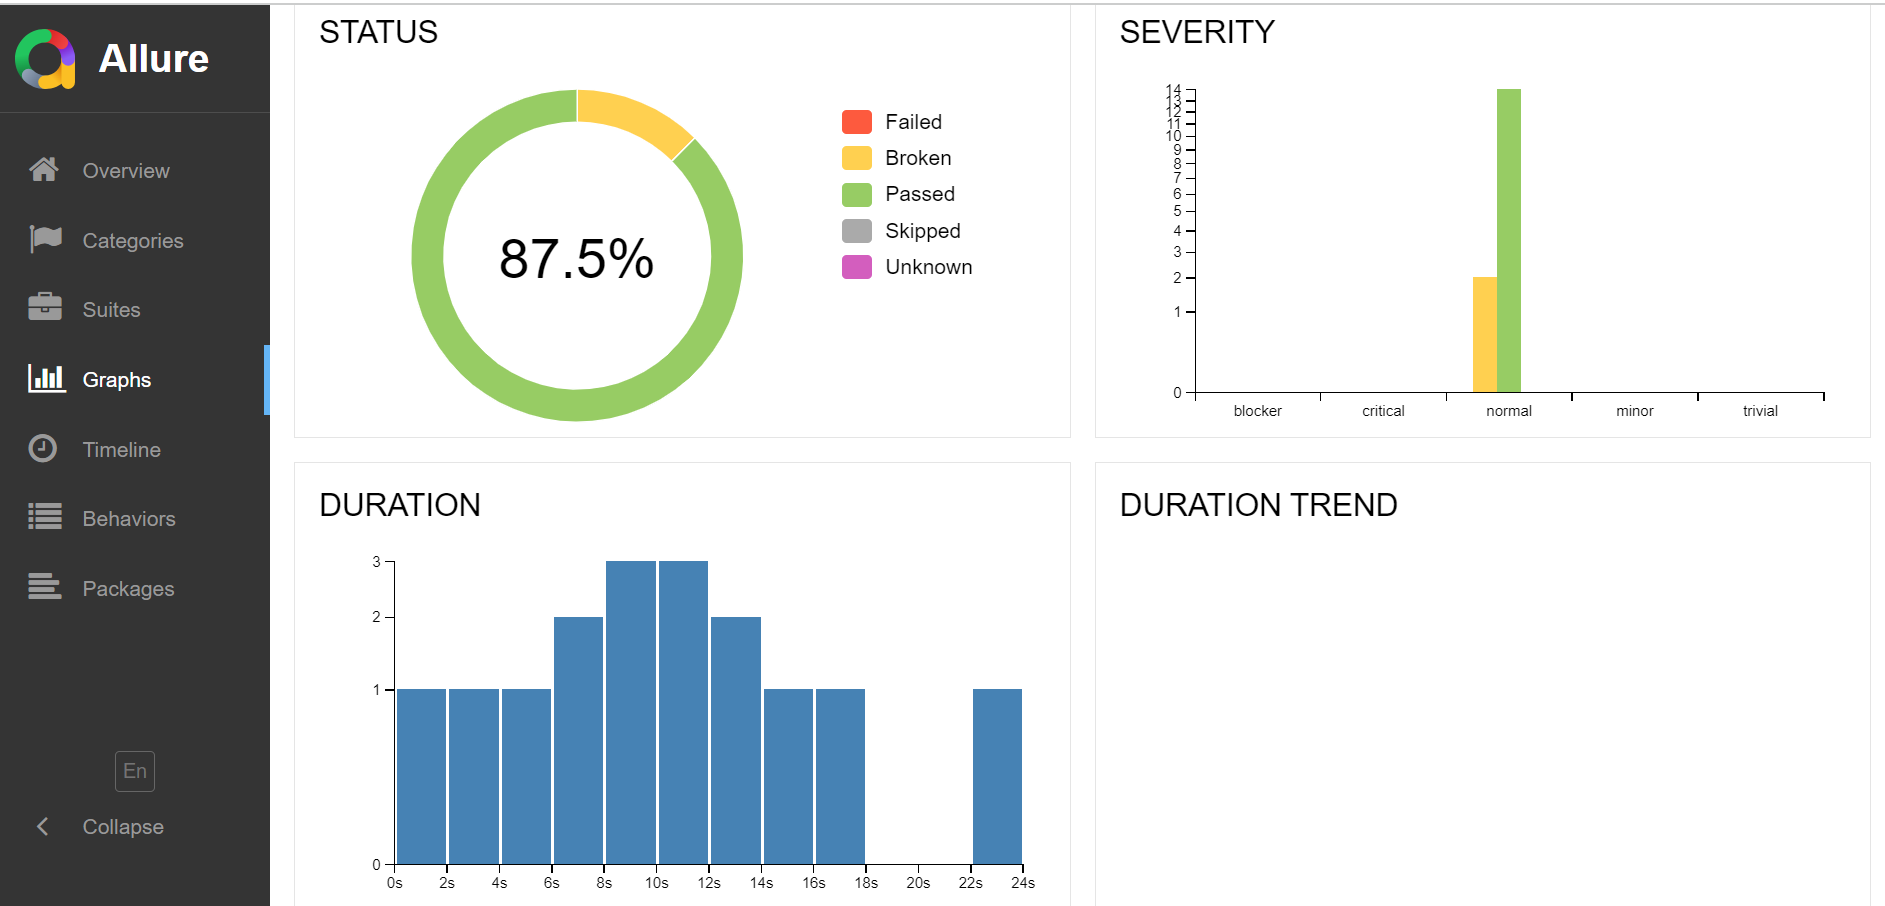 Allure
Overview
Categories
Suites
Graphs
Timeline
Behaviors
Packages
En
Collapse
STATUS
87.5%
Failed
Broken
Passed
Skipped
Unknown
SEVERITY
14
13
12
11
10
9
8
7
6
5
4
3
2
1
0
blocker critical normal minor trivial
DURATION
3
2
1
0
0s 2s 4s 6s 8s 10s 12s 14s 16s 18s 20s 22s 24s
DURATION TREND